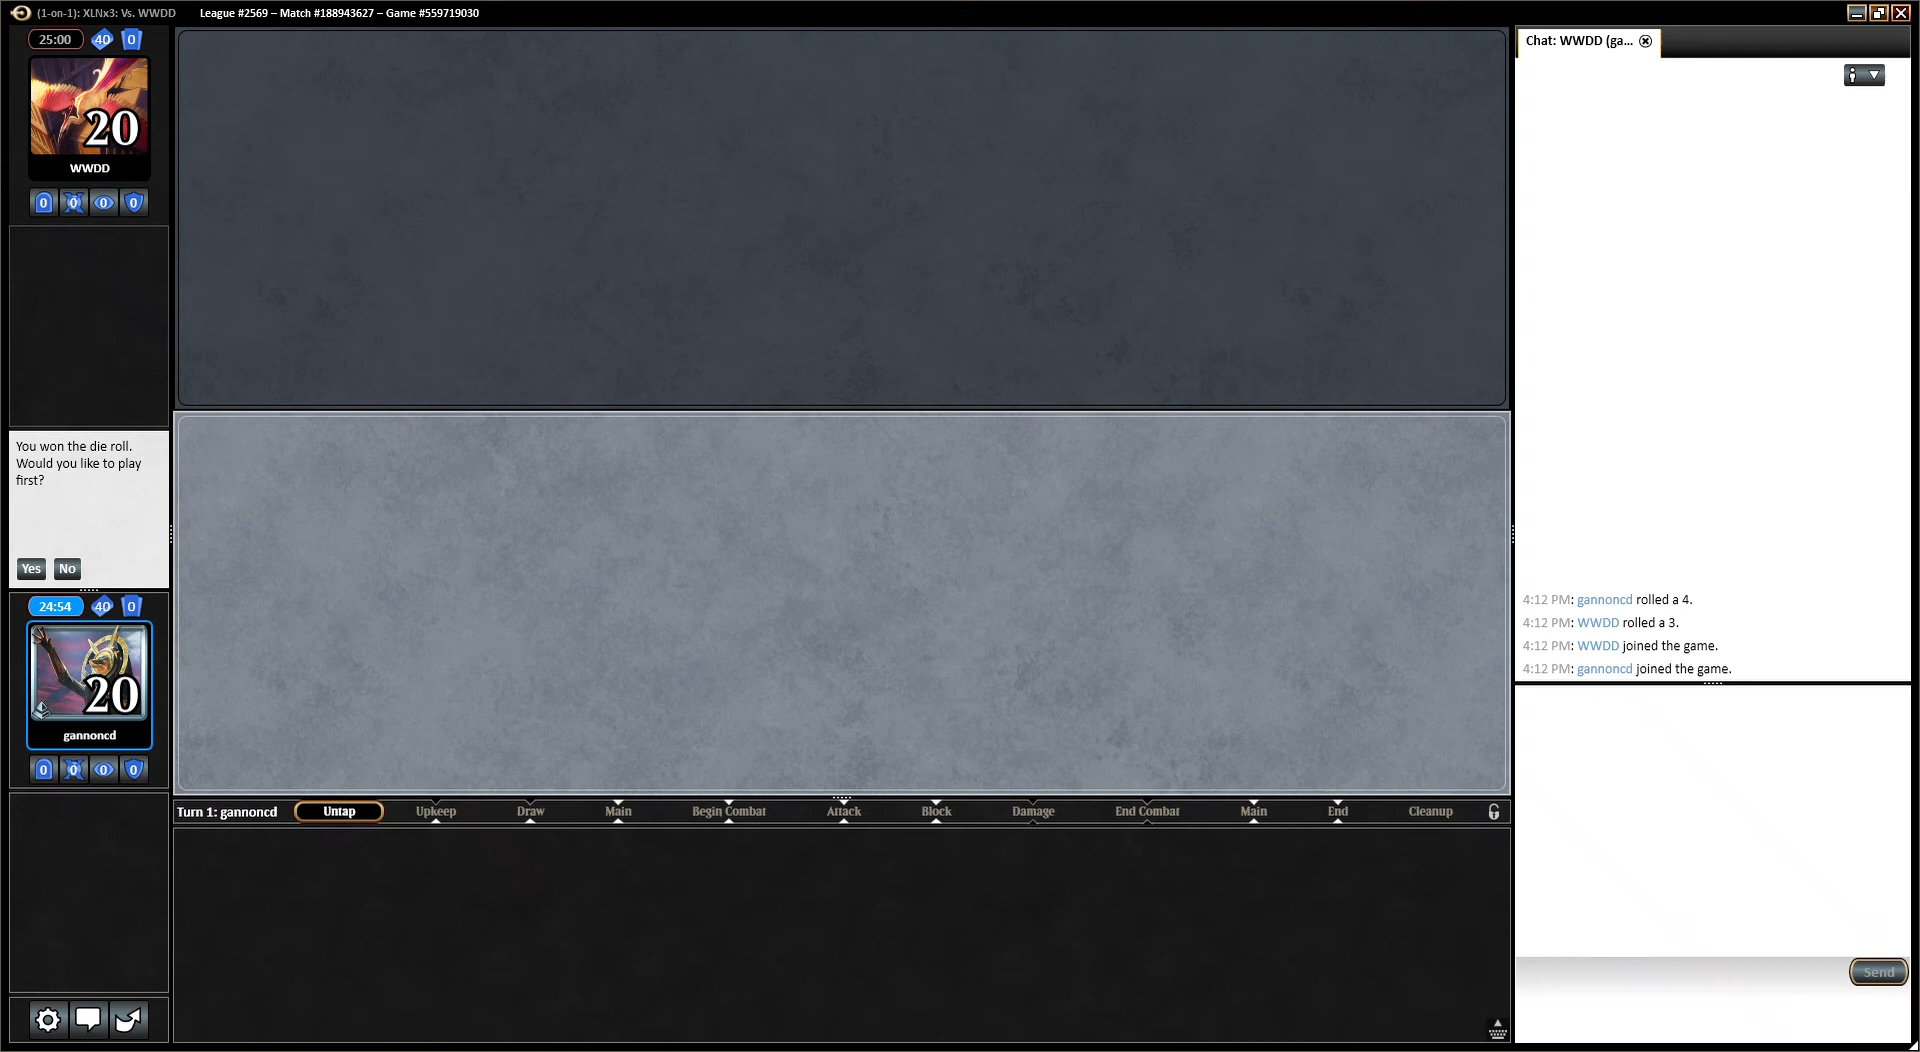 (1-on-1): XLNx3: Vs. WWDD
League #2569 – Match #188943627 – Game #559719030
25:00
40
0
20
WWDD
0
0
0
0
You won the die roll.
Would you like to play
first?
Yes
No
24:54
40
0
20
gannoncd
0
0
0
0
Turn 1: gannoncd
Untap
Upkeep
Draw
Main
Begin Combat
Attack
Block
Damage
End Combat
Main
End
Cleanup
Chat: WWDD (ga...
4:12 PM: gannoncd rolled a 4.
4:12 PM: WWDD rolled a 3.
4:12 PM: WWDD joined the game.
4:12 PM: gannoncd joined the game.
Send